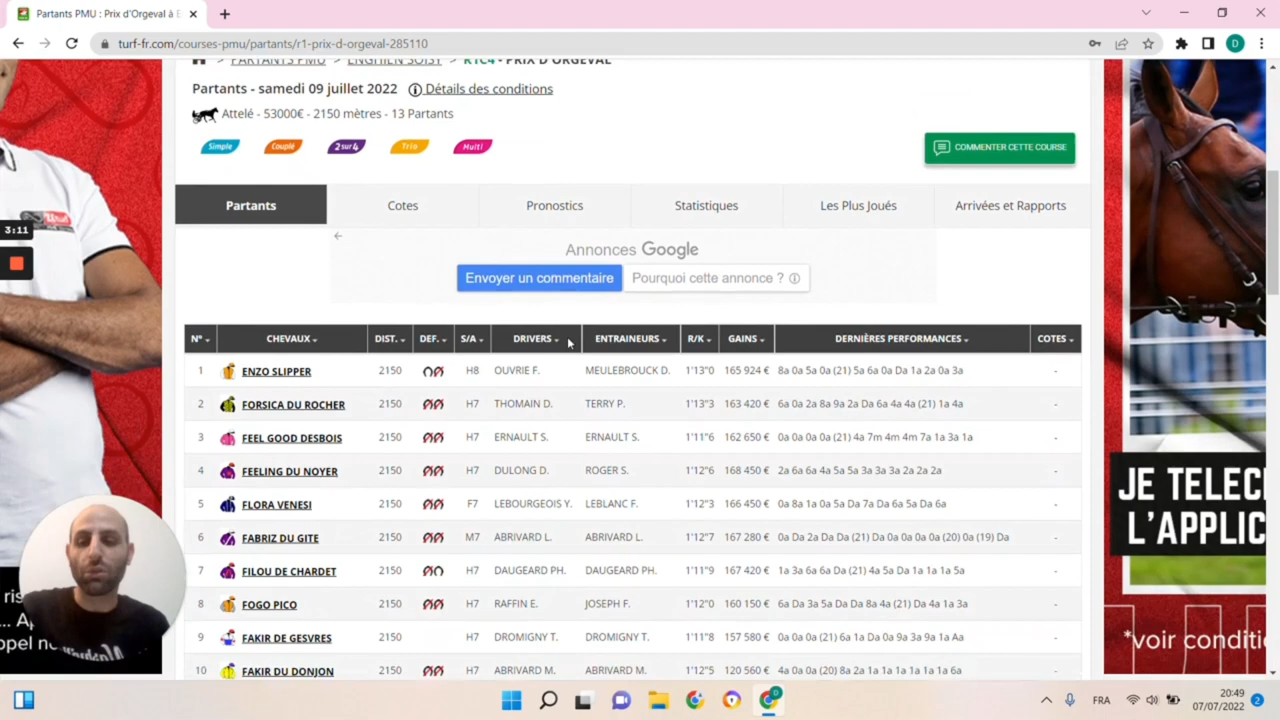 Partants PMU : Prix d'Orgeval à E
turf-fr.com/courses-pmu/partants/r1-prix-d-orgeval-285110
D
> PARTANTS PMU > ENGHIEN SOISY > R1C4 - PRIX D'ORGEVAL
Partants - samedi 09 juillet 2022 Détails des conditions
Attelé - 53000€ - 2150 mètres - 13 Partants
Simple Couplé 2sur4 Trio Multi
COMMENTER CETTE COURSE
Partants Cotes Pronostics Statistiques Les Plus Joués Arrivées et Rapports
3:11
Annonces Google
Envoyer un commentaire Pourquoi cette annonce ?
N° CHEVAUX DIST. DEF. S/A DRIVERS ENTRAINEURS R/K GAINS DERNIÈRES PERFORMANCES COTES
1 ENZO SLIPPER 2150 H8 OUVRIE F. MEULEBROUCK D. 1'13"0 165 924 € 8a 0a 5a 0a (21) 5a 6a 0a Da 1a 2a 0a 3a -
2 FORSICA DU ROCHER 2150 H7 THOMAIN D. TERRY P. 1'13"3 163 420 € 6a 0a 2a 8a 9a 2a Da 6a 4a 4a (21) 1a 4a -
3 FEEL GOOD DESBOIS 2150 H7 ERNAULT S. ERNAULT S. 1'11"6 162 650 € 0a 0a 0a 0a (21) 4a 7m 4m 4m 7a 1a 3a 1a -
4 FEELING DU NOYER 2150 H7 DULONG D. ROGER S. 1'12"6 168 450 € 2a 6a 6a 4a 5a 5a 3a 3a 3a 2a 2a 2a -
5 FLORA VENESI 2150 F7 LEBOURGEOIS Y. LEBLANC F. 1'12"3 166 450 € 0a 8a 1a 0a 5a Da 7a Da 6a 5a Da 6a -
6 FABRIZ DU GITE 2150 M7 ABRIVARD L. ABRIVARD L. 1'12"7 167 280 € 0a Da 2a Da Da (21) Da 0a 0a 0a 0a (20) 0a (19) Da -
7 FILOU DE CHARDET 2150 H7 DAUGEARD PH. DAUGEARD PH. 1'11"9 167 420 € 1a 3a 6a 6a Da (21) 4a 5a Da 1a 1a 1a 5a -
8 FOGO PICO 2150 H7 RAFFIN E. JOSEPH F. 1'12"0 160 150 € 6a Da 3a 5a Da Da 8a 4a (21) Da 4a 1a 3a -
9 FAKIR DE GESVRES 2150 H7 DROMIGNY T. DROMIGNY T. 1'11"8 157 580 € 0a 0a 0a (21) 6a 1a Da 0a 9a 3a 9a 1a Aa -
10 FAKIR DU DONJON 2150 H7 ABRIVARD M. ABRIVARD M. 1'12"5 120 560 € 4a 0a 0a (20) 8a 2a 1a 1a 1a 1a 1a 1a 6a -
JE TELEC
L'APPLIC
*voir conditi
FRA
20:49
07/07/2022
2